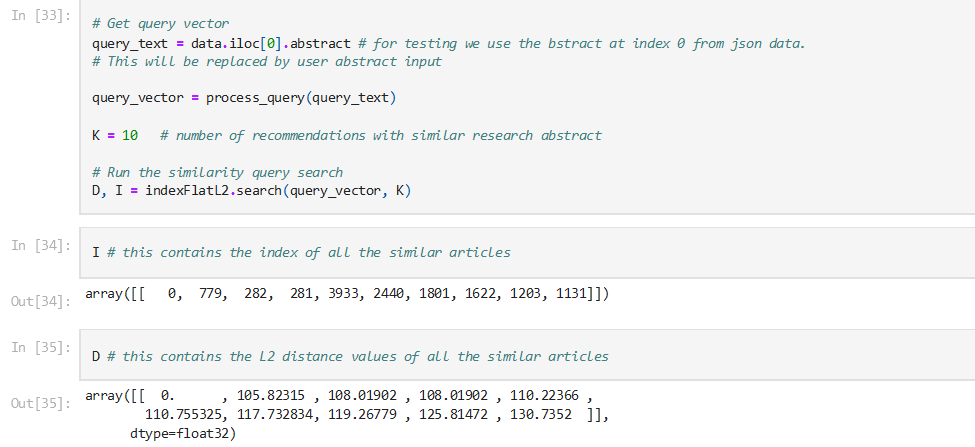 In [33]:
# Get query vector
query_text = data.iloc[0].abstract # for testing we use the bstract at index 0 from json data.
# This will be replaced by user abstract input
query_vector = process_query(query_text)
K = 10   # number of recommendations with similar research abstract
# Run the similarity query search
D, I = indexFlatL2.search(query_vector, K)
In [34]:
I # this contains the index of all the similar articles
Out[34]:
array([[   0,  779,  282,  281, 3933, 2440, 1801, 1622, 1203, 1131]])
In [35]:
D # this contains the L2 distance values of all the similar articles
Out[35]:
array([[  0.      , 105.82315 , 108.01902 , 108.01902 , 110.22366 ,
110.755325, 117.732834, 119.26779 , 125.81472 , 130.7352  ]],
dtype=float32)